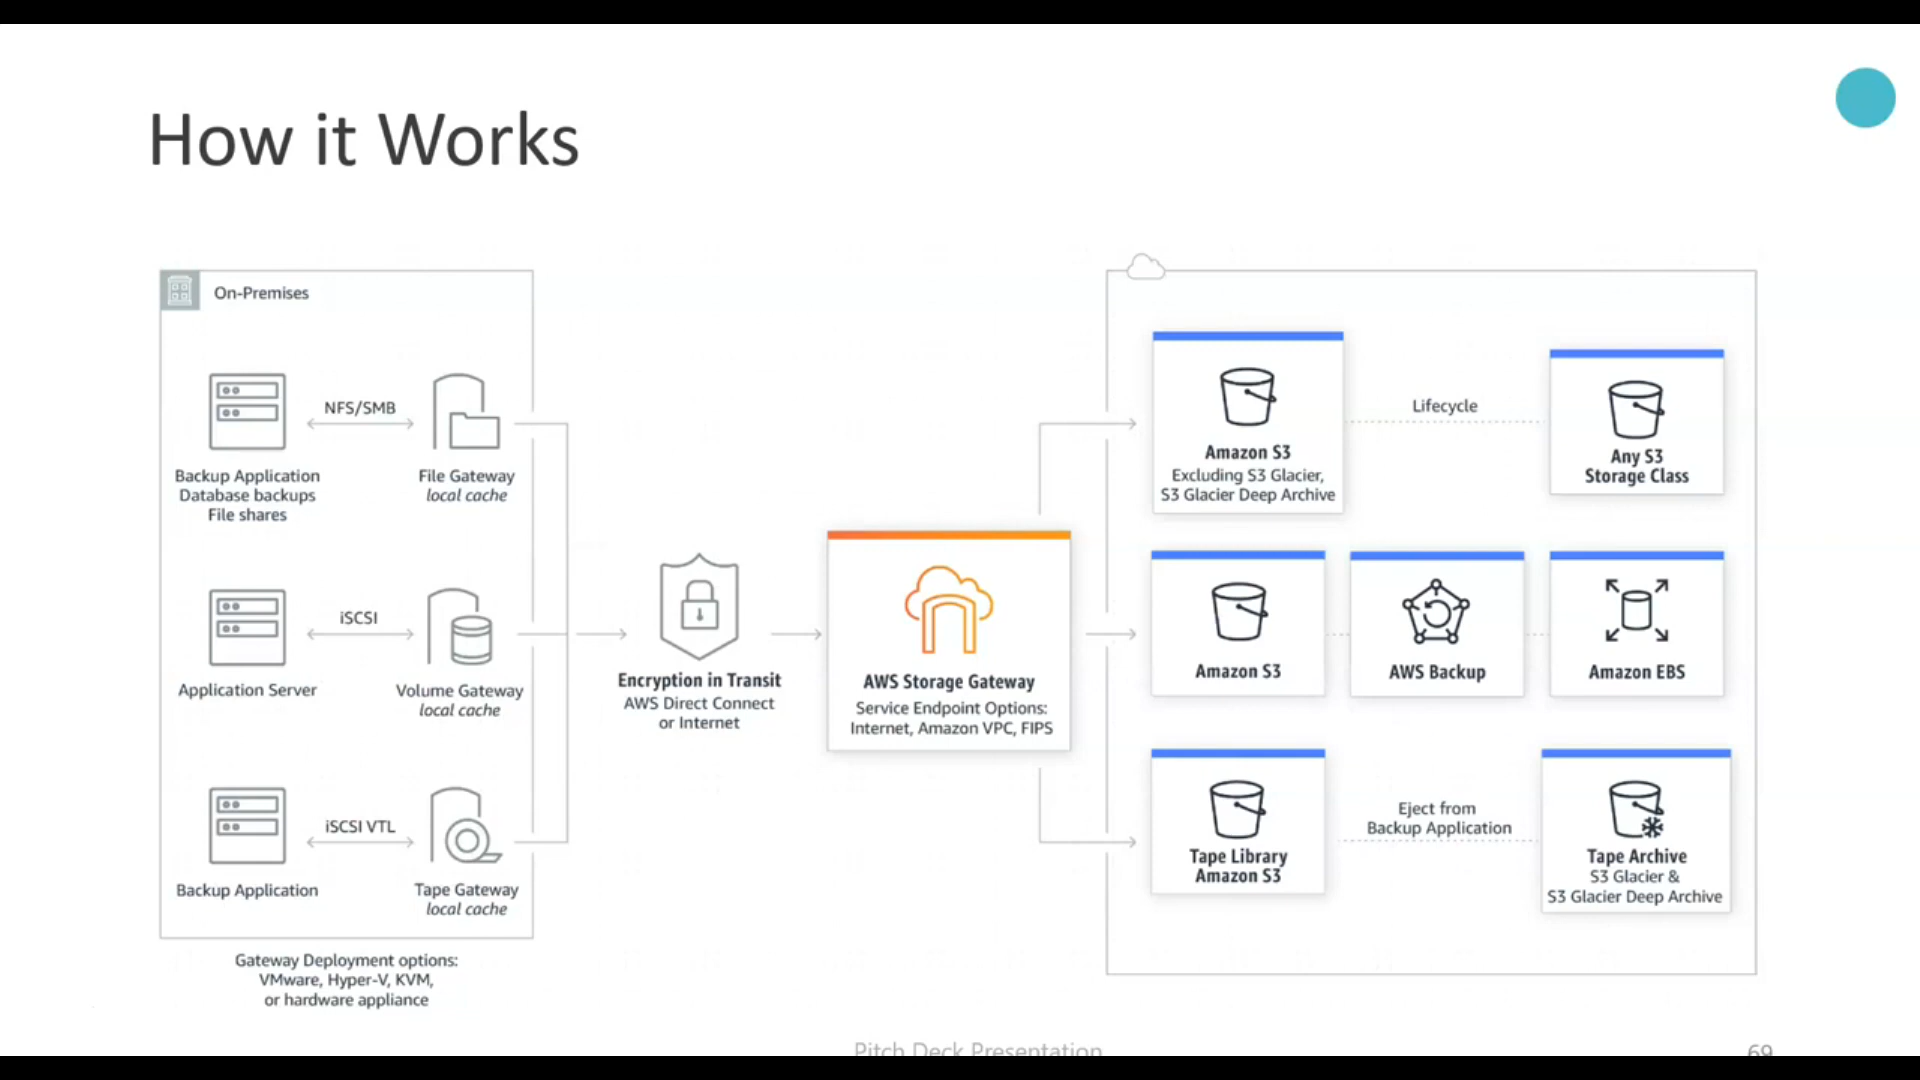 How it Works
On-Premises
NFS/SMB
Backup Application
Database backups
File shares
File Gateway
local cache
iSCSI
Application Server
Volume Gateway
local cache
iSCSI VTL
Backup Application
Tape Gateway
local cache
Gateway Deployment options:
VMware, Hyper-V, KVM,
or hardware appliance
Encryption in Transit
AWS Direct Connect
or Internet
AWS Storage Gateway
Service Endpoint Options:
Internet, Amazon VPC, FIPS
Amazon S3
Excluding S3 Glacier,
S3 Glacier Deep Archive
Lifecycle
Any S3
Storage Class
Amazon S3
AWS Backup
Amazon EBS
Tape Library
Amazon S3
Eject from
Backup Application
Tape Archive
S3 Glacier &
S3 Glacier Deep Archive
Pitch Deck Presentation
69